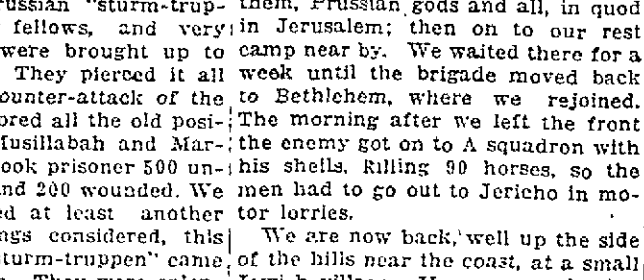 russian "sturm-trup-
fellows, and very
were brought up to
They pierced it all
ounter-attack of the
ored all the old posi-
Musillabah and Mar-
ook prisoner 500 un-
nd 200 wounded. We
ed at least another
ngs considered, this
turm-truppen" came
They were
them, Prussian gods and all, in quod
in Jerusalem; then on to our rest
camp near by. We waited there for a
week until the brigade moved back
to Bethlehem, where we rejoined.
The morning after we left the front
the enemy got on to A squadron with
his shells, killing 90 horses, so the
men had to go out to Jericho in mo-
tor lorries.
We are now back, well up the side
of the hills near the coast, at a small